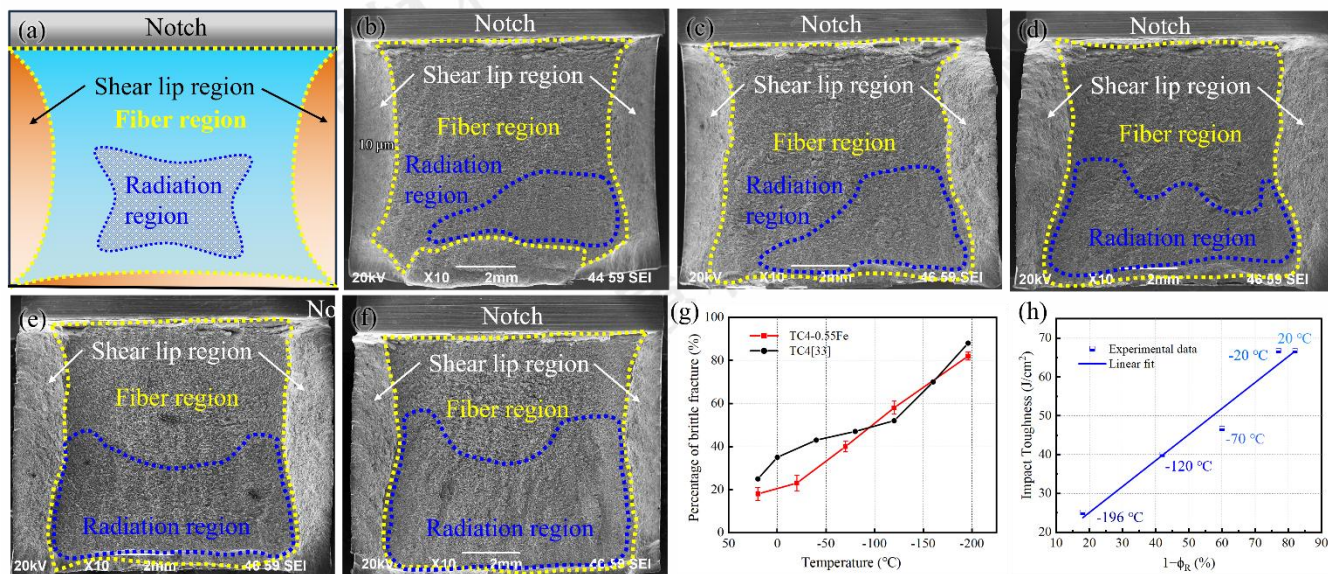 (a)
Notch
Shear lip region
Fiber region
Radiation
region
(b)
Notch
Shear lip region
Fiber region
10 μm
Radiation
region
20kV
X10
2mm
44 59 SEI
(c)
Notch
Shear lip region
Fiber region
Radiation
region
20kV
X10
2mm
46 59 SEI
(d)
Notch
Shear lip region
Fiber region
Radiation region
20kV
X10
2mm
46 59 SEI
(e)
No
Shear lip region
Fiber region
Radiation region
20kV
X10
2mm
46 59 SEI
(f)
Notch
Shear lip region
Fiber region
Radiation region
20kV
X10
2mm
(g)
Percentage of brittle fracture (%)
100
80
60
40
20
0
TC4-0.55Fe
TC4[33]
50
0
-50
-100
-150
-200
Temperature (°C)
(h)
Impact Toughness (J/cm²)
70
60
50
40
30
20
Experimental data
Linear fit
-20 °C
20 °C
-70 °C
-120 °C
-196 °C
10
20
30
40
50
60
70
80
90
1−ϕR (%)